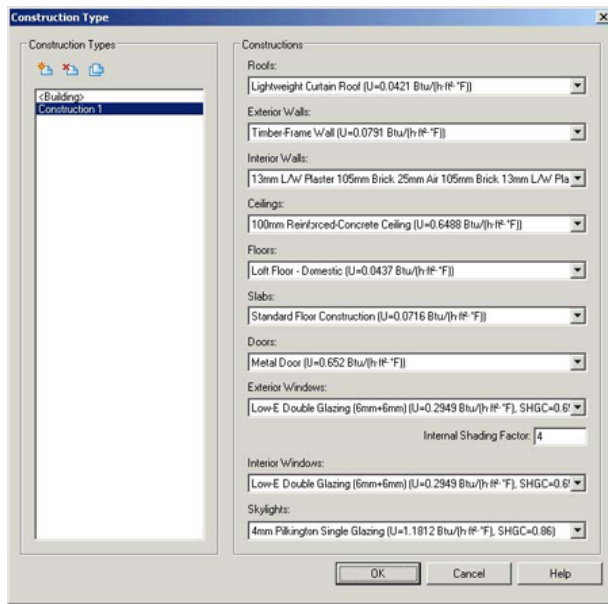 Construction Type
Construction Types
<Building>
Construction 1
Constructions
Roofs:
Lightweight Curtain Roof (U=0.0421 Btu/(h·ft²·°F))
Exterior Walls:
Timber-Frame Wall (U=0.0791 Btu/(h·ft²·°F))
Interior Walls:
13mm L/W Plaster 105mm Brick 25mm Air 105mm Brick 13mm L/W Pla
Ceilings:
100mm Reinforced-Concrete Ceiling (U=0.6488 Btu/(h·ft²·°F))
Floors:
Loft Floor - Domestic (U=0.0437 Btu/(h·ft²·°F))
Slabs:
Standard Floor Construction (U=0.0716 Btu/(h·ft²·°F))
Doors:
Metal Door (U=0.652 Btu/(h·ft²·°F))
Exterior Windows:
Low-E Double Glazing (6mm+6mm) (U=0.2949 Btu/(h·ft²·°F), SHGC=0.6
Internal Shading Factor: 4
Interior Windows:
Low-E Double Glazing (6mm+6mm) (U=0.2949 Btu/(h·ft²·°F), SHGC=0.6
Skylights:
4mm Pilkington Single Glazing (U=1.1812 Btu/(h·ft²·°F), SHGC=0.86)
OK Cancel Help